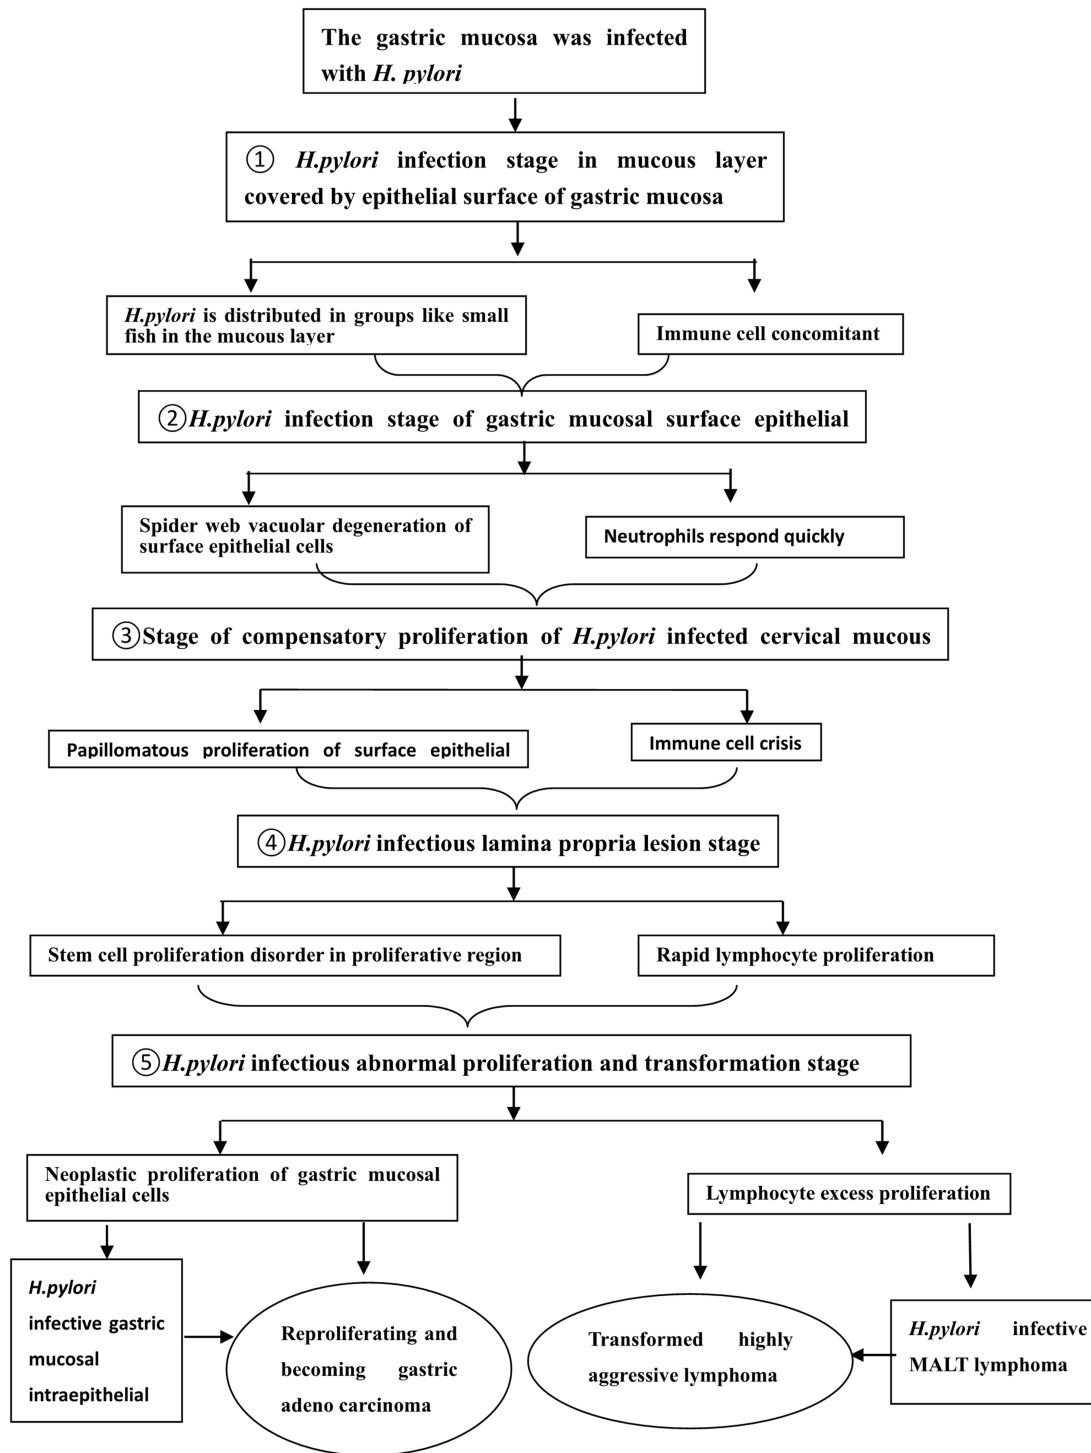 The gastric mucosa was infected
with H. pylori
① H.pylori infection stage in mucous layer
covered by epithelial surface of gastric mucosa
H.pylori is distributed in groups like small
fish in the mucous layer
Immune cell concomitant
②H.pylori infection stage of gastric mucosal surface epithelial
Spider web vacuolar degeneration of
surface epithelial cells
Neutrophils respond quickly
③Stage of compensatory proliferation of H.pylori infected cervical mucous
Papillomatous proliferation of surface epithelial
Immune cell crisis
④H.pylori infectious lamina propria lesion stage
Stem cell proliferation disorder in proliferative region
Rapid lymphocyte proliferation
⑤H.pylori infectious abnormal proliferation and transformation stage
Neoplastic proliferation of gastric mucosal
epithelial cells
Lymphocyte excess proliferation
H.pylori
infective gastric
mucosal
intraepithelial
Reproliferating and
becoming gastric
adeno carcinoma
Transformed highly
aggressive lymphoma
H.pylori infective
MALT lymphoma